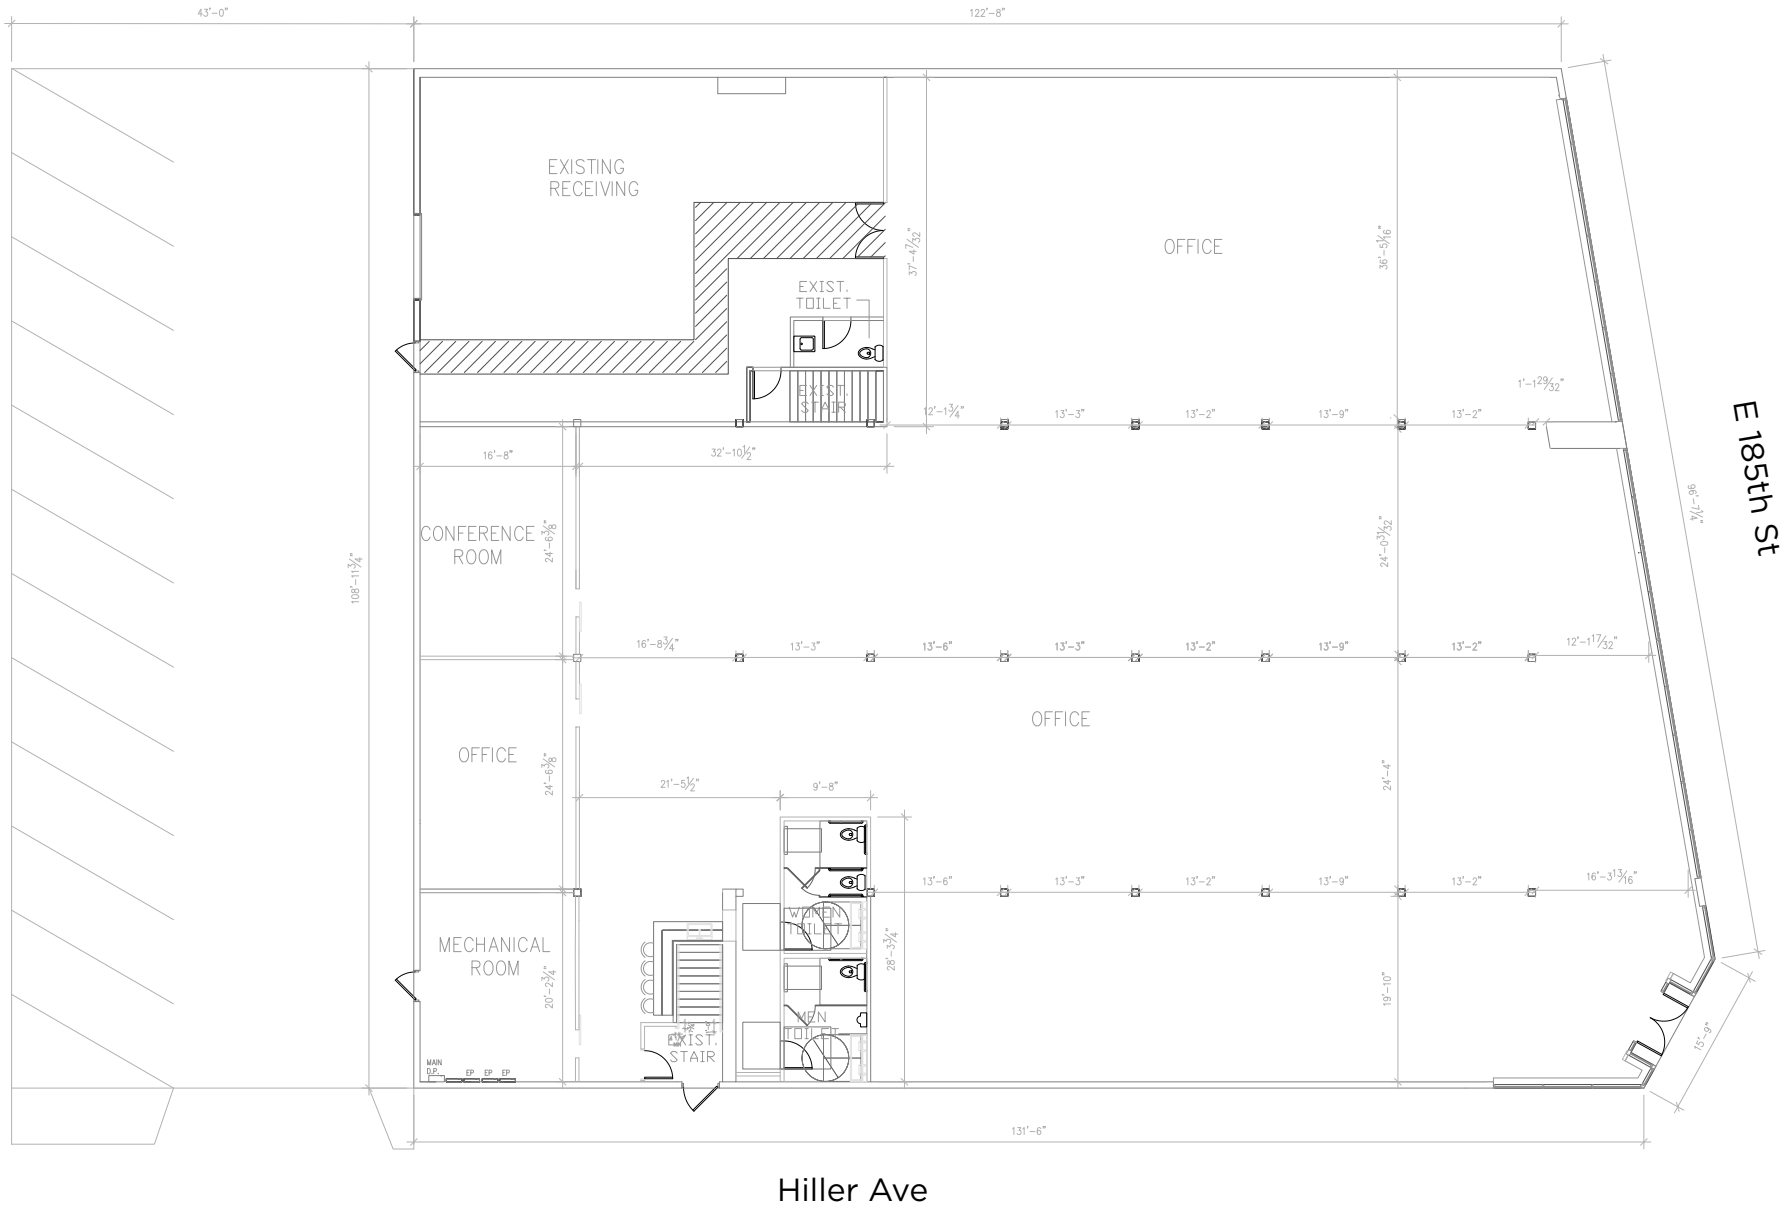 43'-0"
122'-8"
EXISTING
RECEIVING
OFFICE
37'-4 7/32"
36'-5 1/16"
EXIST.
TOILET
EXIST.
STAIR
1'-1 29/32"
12'-1 3/4"
13'-3"
13'-2"
13'-9"
13'-2"
E 185th St
16'-8"
32'-10 1/2"
96'-7 1/4"
CONFERENCE
ROOM
24'-6 3/8"
24'-0 31/32"
108'-11 3/4"
16'-8 3/4"
13'-3"
13'-6"
13'-3"
13'-2"
13'-9"
13'-2"
12'-1 17/32"
OFFICE
OFFICE
24'-6 3/8"
21'-5 1/2"
9'-8"
24'-4"
13'-6"
13'-3"
13'-2"
13'-9"
13'-2"
16'-3 13/16"
WOMEN
TOILET
MECHANICAL
ROOM
28'-3 3/4"
20'-2 3/4"
19'-10"
MEN
TOILET
EXIST.
STAIR
15'-9"
MAIN
D.P.
EP
EP
EP
131'-6"
Hiller Ave